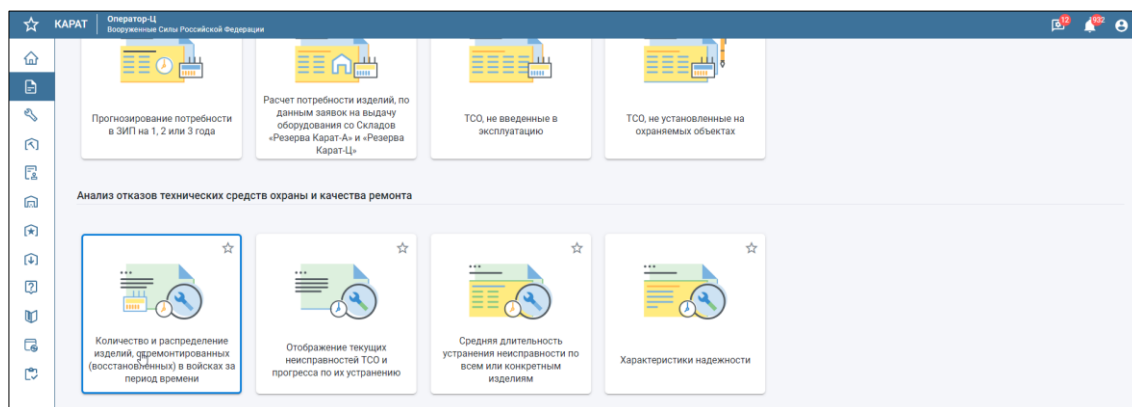 КАРАТ
Оператор-Ц
Вооруженные Силы Российской Федерации
12
932
Прогнозирование потребности
в ЗИП на 1, 2 или 3 года
Расчет потребности изделий, по
данным заявок на выдачу
оборудования со Складов
«Резерва Карат-А» и «Резерва
Карат-Ц»
ТСО, не введенные в
эксплуатацию
ТСО, не установленные на
охраняемых объектах
Анализ отказов технических средств охраны и качества ремонта
Количество и распределение
изделий, отремонтированных
(восстановленных) в войсках за
период времени
Отображение текущих
неисправностей ТСО и
прогресса по их устранению
Средняя длительность
устранения неисправности по
всем или конкретным
изделиям
Характеристики надежности